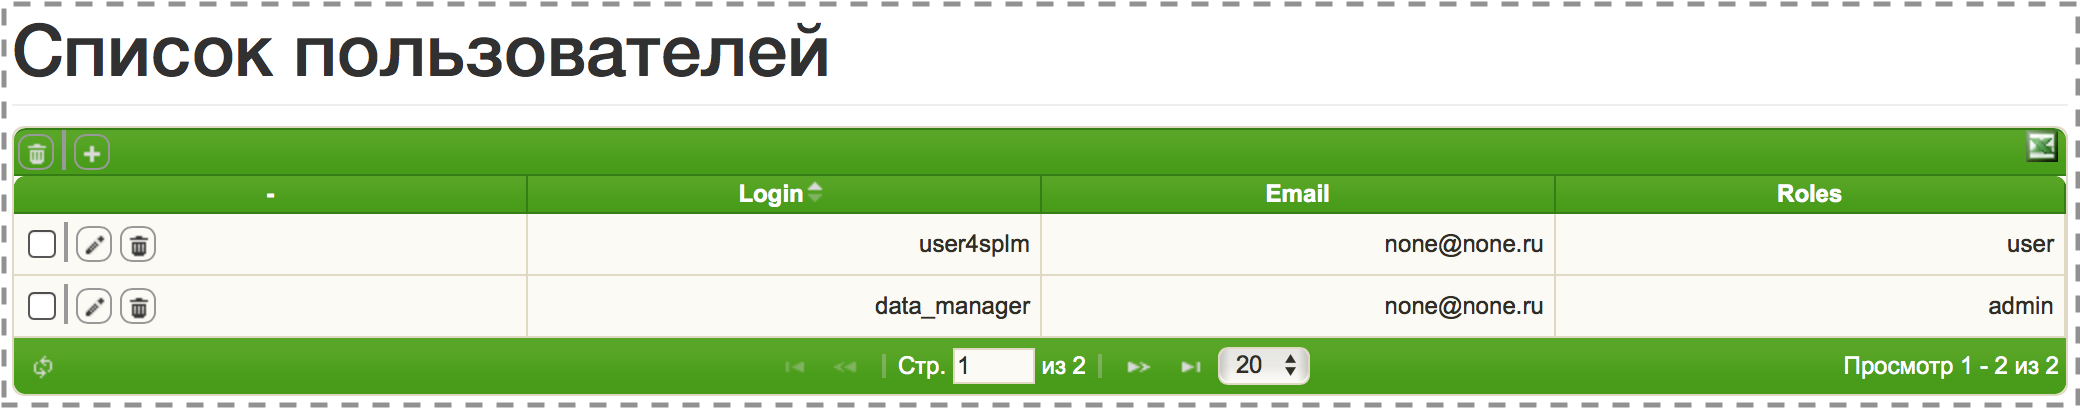 Список пользователей
- Login Email Roles
user4splm none@none.ru user
data_manager none@none.ru admin
Стр. 1 из 2 20 Просмотр 1 - 2 из 2